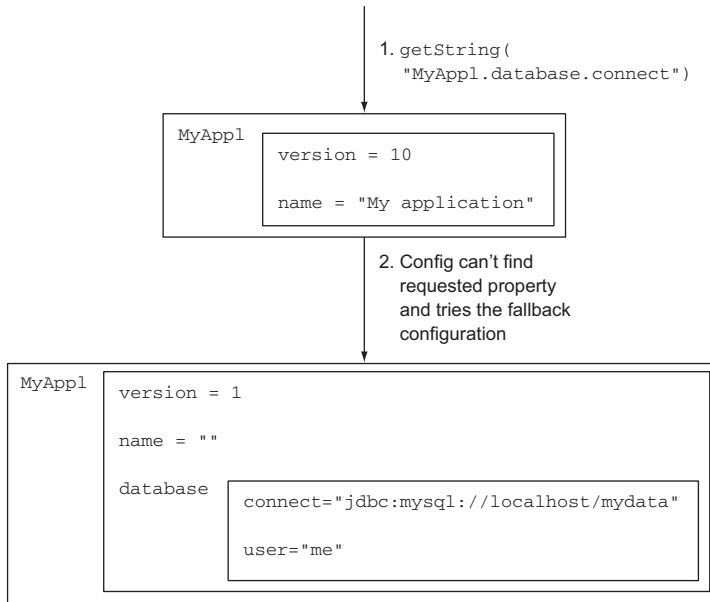 1. getString(
"MyAppl.database.connect")
MyAppl
version = 10
name = "My application"
2. Config can’t find
requested property
and tries the fallback
configuration
MyAppl
version = 1
name = ""
database
connect="jdbc:mysql://localhost/mydata"
user="me"